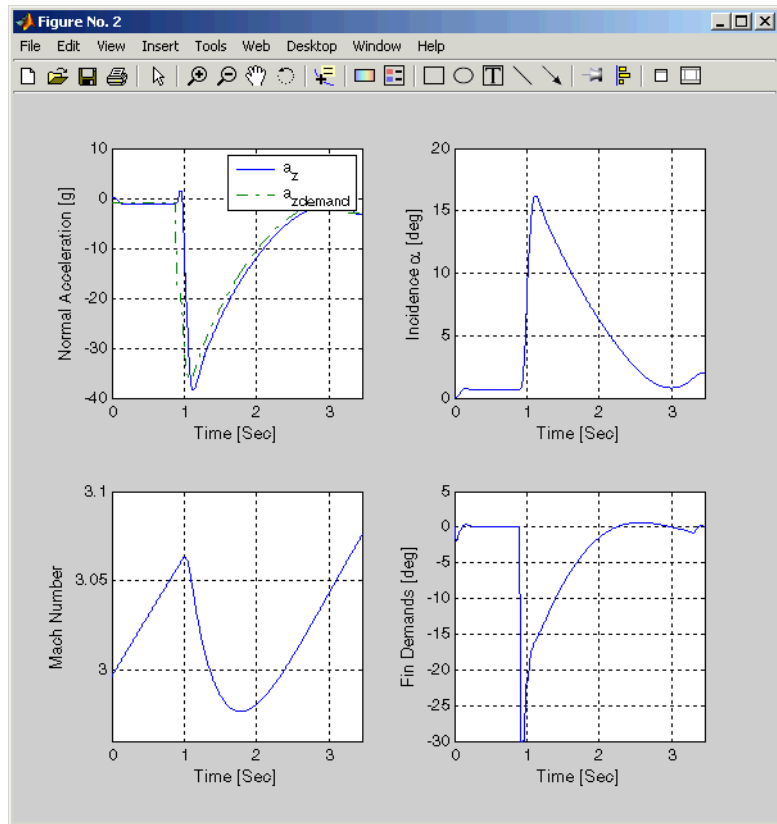 Figure No. 2
File Edit View Insert Tools Web Desktop Window Help
T
10
0
-10
-20
-30
-40
Normal Acceleration [g]
a_z
a_zdemand
0 1 2 3
Time [Sec]
20
15
10
5
0
Incidence α [deg]
0 1 2 3
Time [Sec]
3.1
3.05
3
Mach Number
0 1 2 3
Time [Sec]
5
0
-5
-10
-15
-20
-25
-30
Fin Demands [deg]
0 1 2 3
Time [Sec]